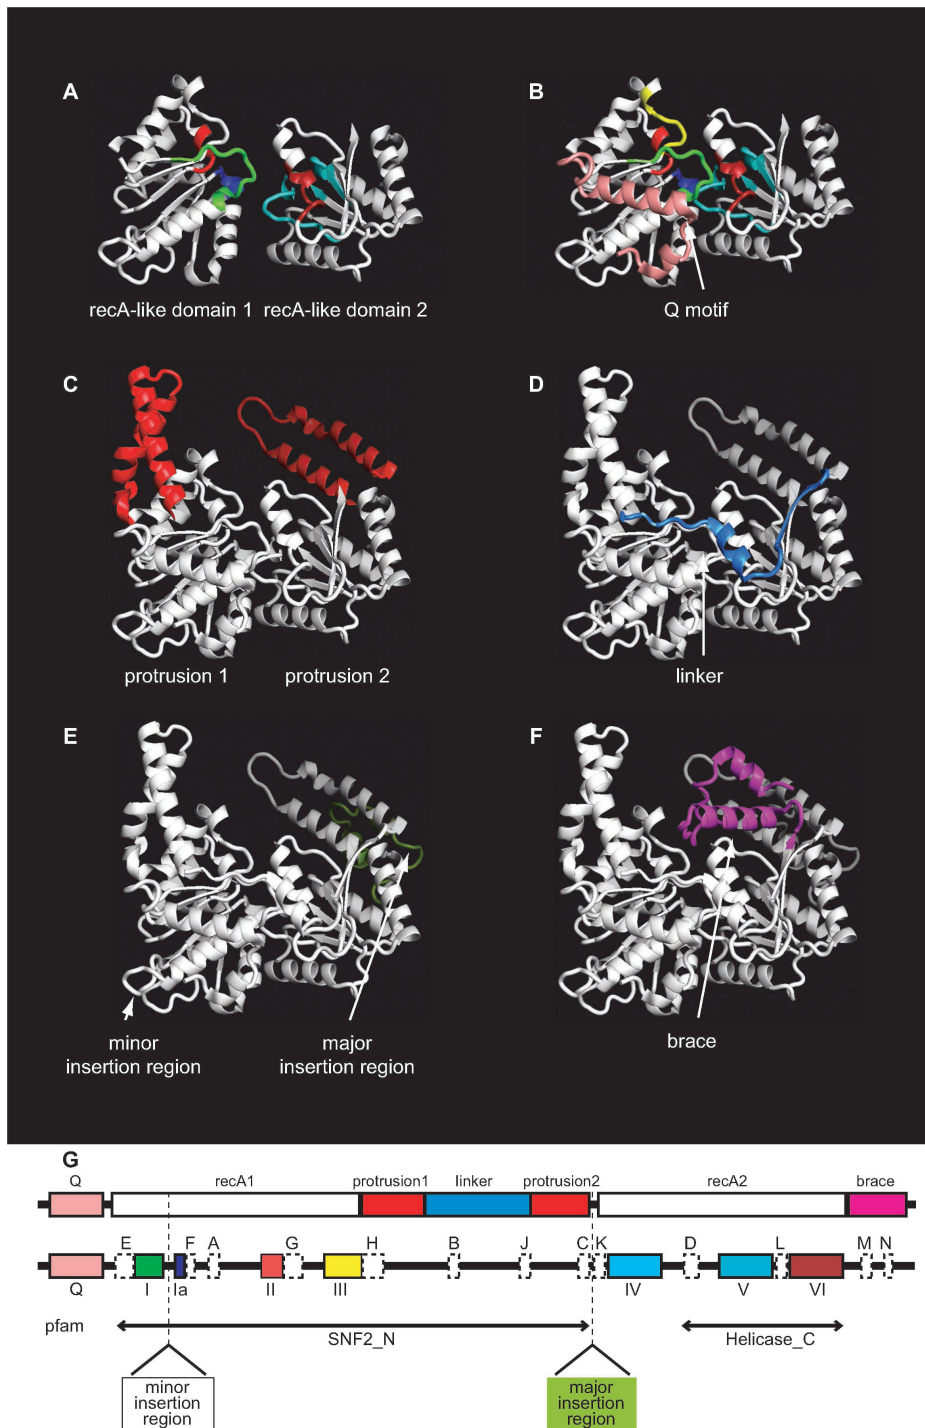 A
B
recA-like domain 1 recA-like domain 2
Q motif
C
D
protrusion 1
protrusion 2
linker
E
F
minor
insertion region
major
insertion region
brace
G
Q
recA1
protrusion1
linker
protrusion2
recA2
brace
E
F
A
G
H
B
J
C
K
D
L
M
N
Q
I
Ia
II
III
IV
V
VI
pfam
SNF2_N
Helicase_C
minor
insertion
region
major
insertion
region